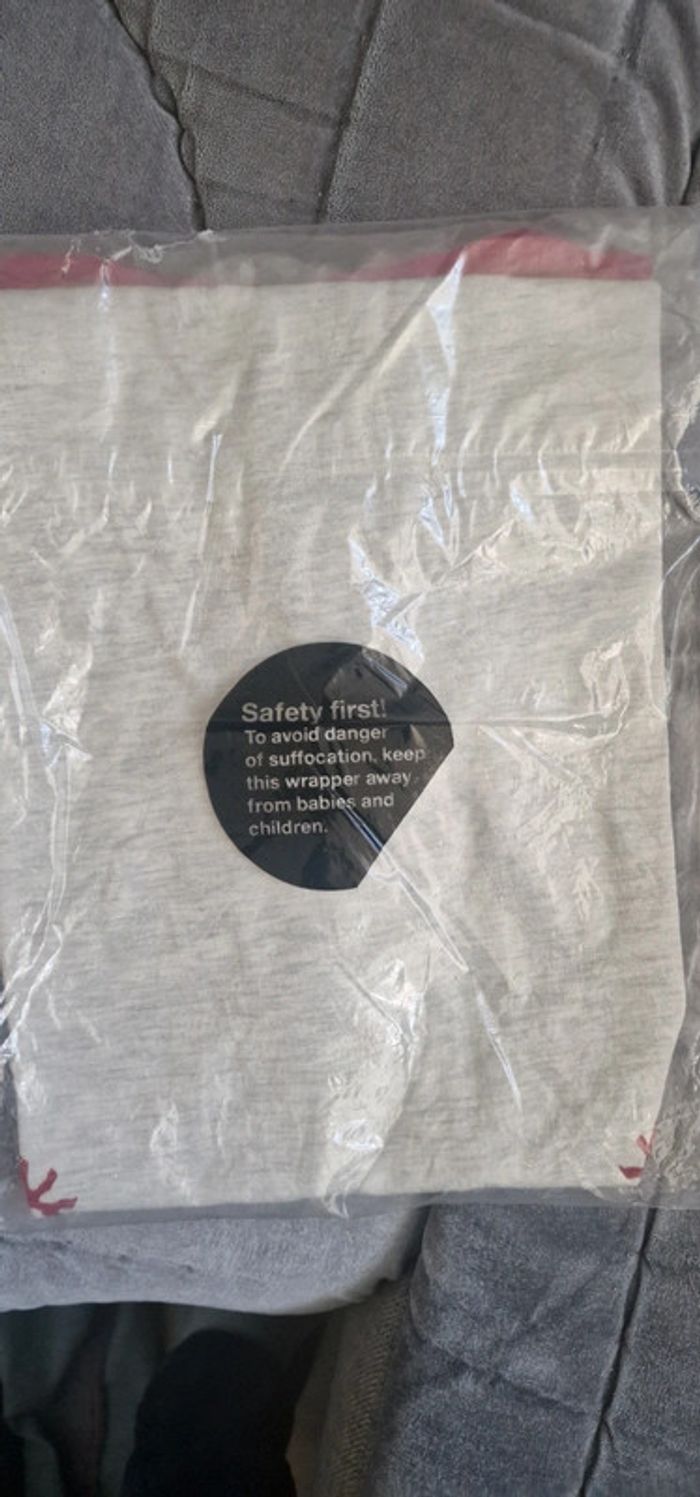 Safety first!
To avoid danger
of suffocation, keep
this wrapper away
from babies and
children.